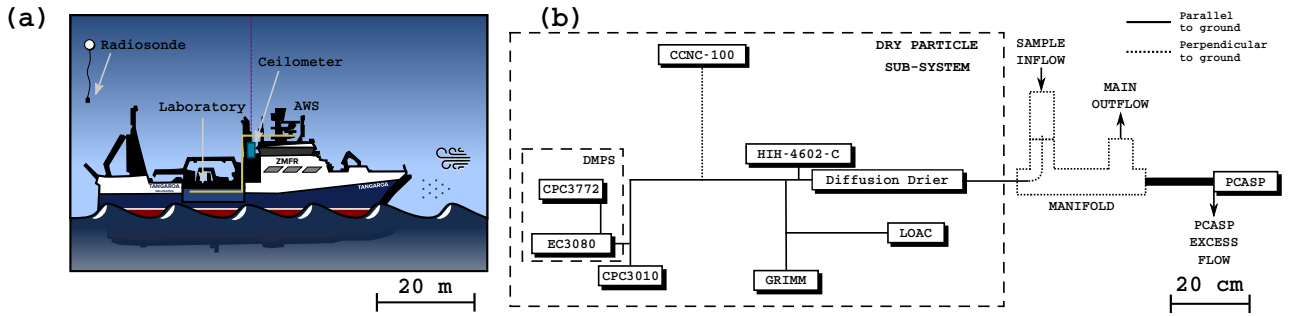 (a)
Radiosonde
Ceilometer
Laboratory
AWS
ZMFR
TANGAROA
TANGAROA
20 m
(b)
DRY PARTICLE
SUB-SYSTEM
CCNC-100
DMPS
CPC3772
EC3080
CPC3010
HIH-4602-C
Diffusion Drier
LOAC
GRIMM
SAMPLE
INFLOW
MAIN
OUTFLOW
MANIFOLD
PCASP
PCASP
EXCESS
FLOW
Parallel
to ground
Perpendicular
to ground
20 cm